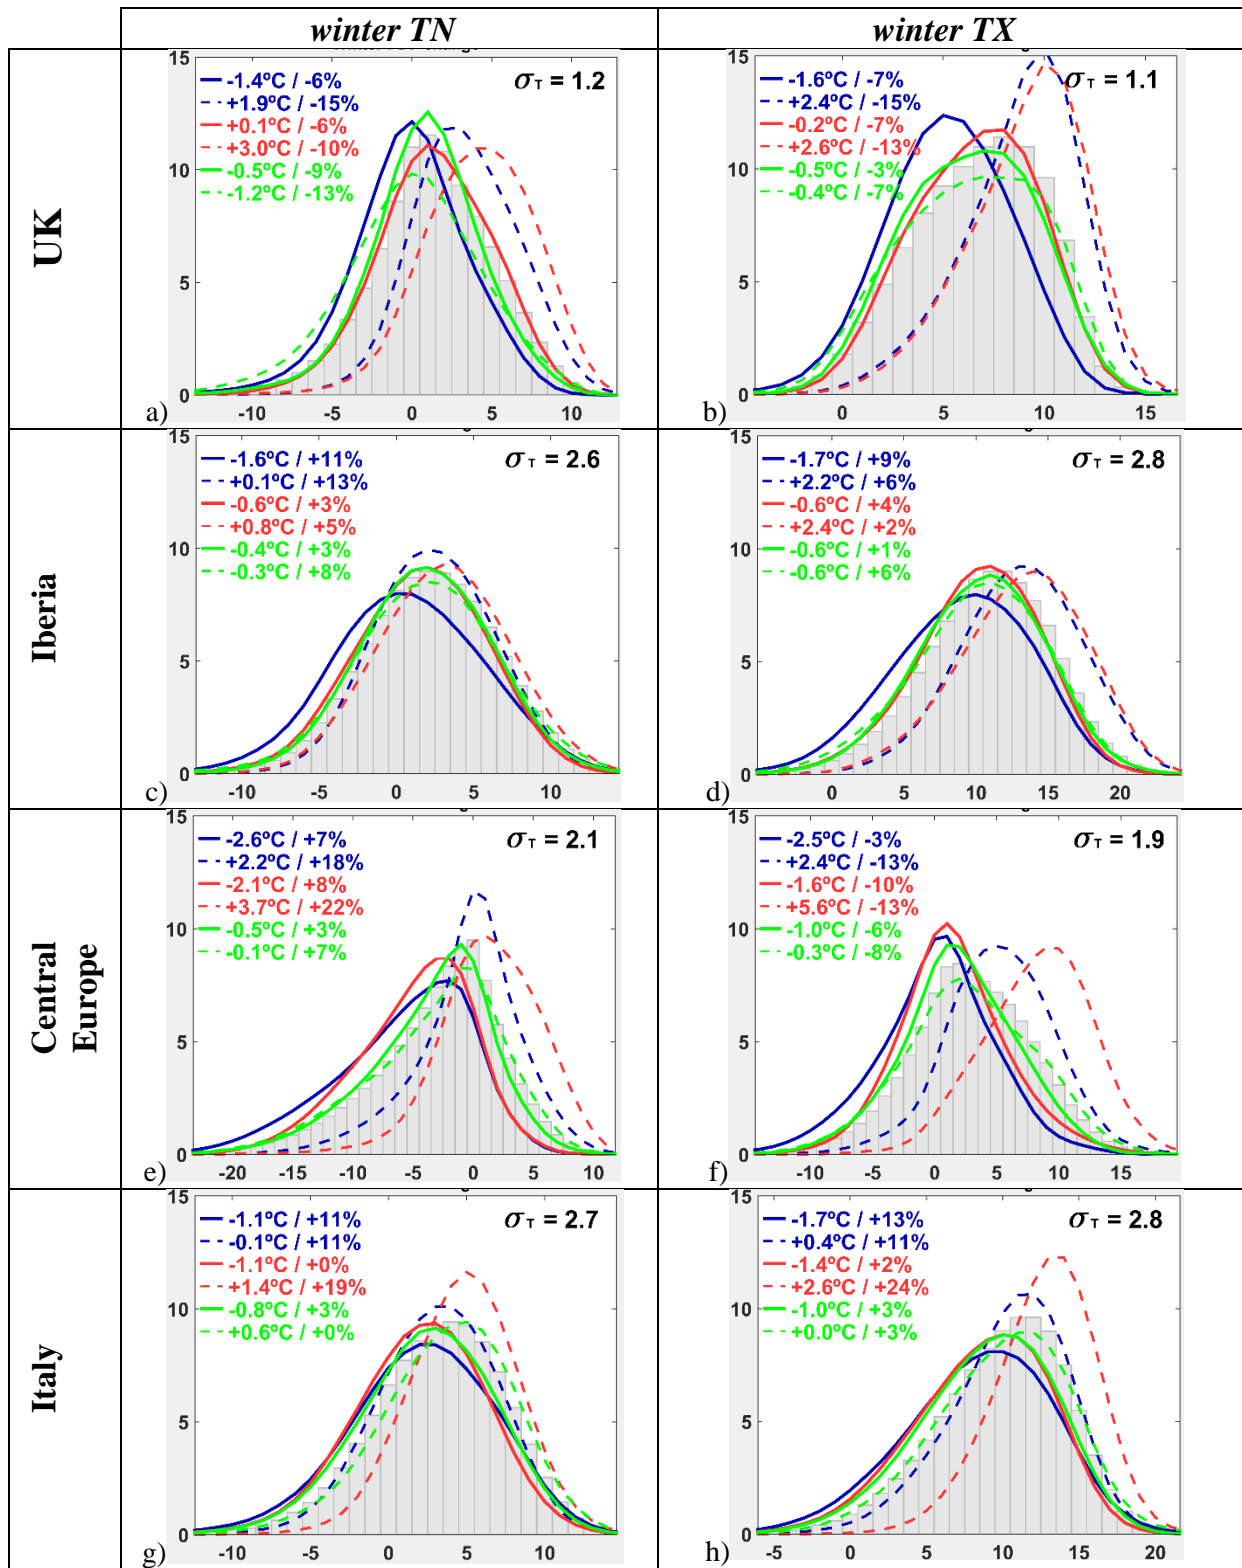 winter TN
winter TX
UK
15
10
5
0
-1.4ºC / -6%
+1.9ºC / -15%
+0.1ºC / -6%
+3.0ºC / -10%
-0.5ºC / -9%
-1.2ºC / -13%
σT = 1.2
-10 -5 0 5 10
a)
15
10
5
0
-1.6ºC / -7%
+2.4ºC / -15%
-0.2ºC / -7%
+2.6ºC / -13%
-0.5ºC / -3%
-0.4ºC / -7%
σT = 1.1
0 5 10 15
b)
Iberia
15
10
5
0
-1.6ºC / +11%
+0.1ºC / +13%
-0.6ºC / +3%
+0.8ºC / +5%
-0.4ºC / +3%
-0.3ºC / +8%
σT = 2.6
-10 -5 0 5 10
c)
15
10
5
0
-1.7ºC / +9%
+2.2ºC / +6%
-0.6ºC / +4%
+2.4ºC / +2%
-0.6ºC / +1%
-0.6ºC / +6%
σT = 2.8
0 5 10 15 20
d)
Central
Europe
15
10
5
0
-2.6ºC / +7%
+2.2ºC / +18%
-2.1ºC / +8%
+3.7ºC / +22%
-0.5ºC / +3%
-0.1ºC / +7%
σT = 2.1
-20 -15 -10 -5 0 5 10
e)
15
10
5
0
-2.5ºC / -3%
+2.4ºC / -13%
-1.6ºC / -10%
+5.6ºC / -13%
-1.0ºC / -6%
-0.3ºC / -8%
σT = 1.9
-10 -5 0 5 10 15
f)
Italy
15
10
5
0
-1.1ºC / +11%
-0.1ºC / +11%
-1.1ºC / +0%
+1.4ºC / +19%
-0.8ºC / +3%
+0.6ºC / +0%
σT = 2.7
-10 -5 0 5 10
g)
15
10
5
0
-1.7ºC / +13%
+0.4ºC / +11%
-1.4ºC / +2%
+2.6ºC / +24%
-1.0ºC / +3%
+0.0ºC / +3%
σT = 2.8
-5 0 5 10 15 20
h)